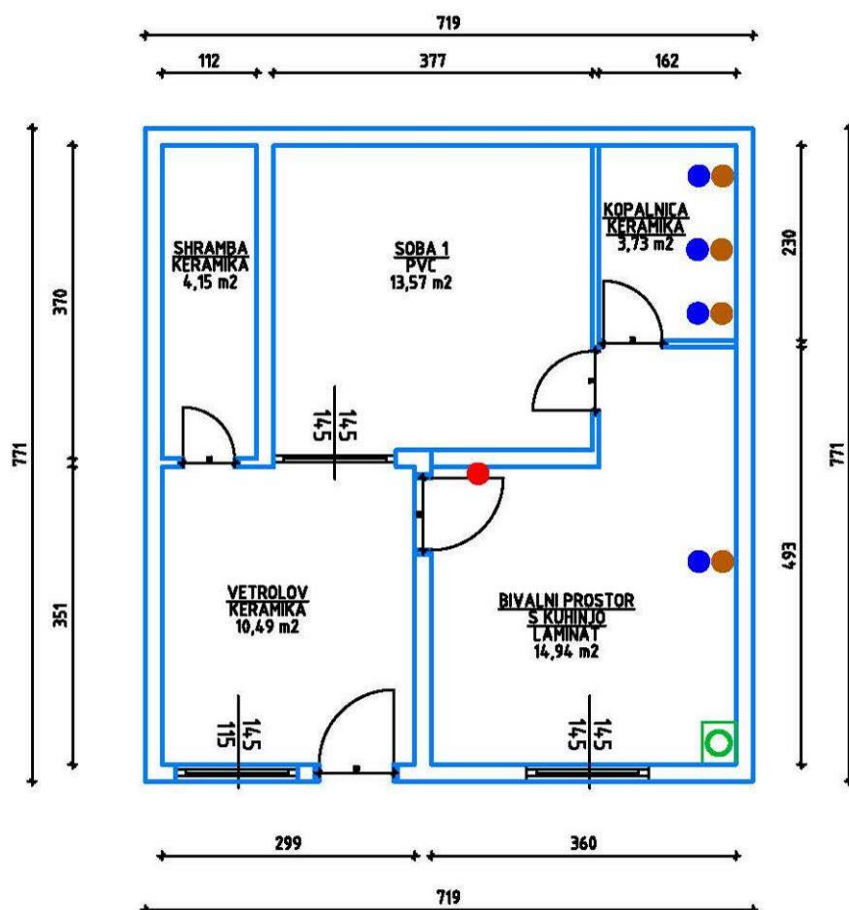 719
112
377
162
SHRAMBA
KERAMIKA
4,15 m2
SOBA 1
PVC
13,57 m2
KOPALNICA
KERAMIKA
3,73 m2
230
370
771
771
145
145
493
351
VETROLOV
KERAMIKA
10,49 m2
BIVALNI PROSTOR
S KUHINJO
LAMINAT
14,94 m2
115
145
145
145
299
360
719